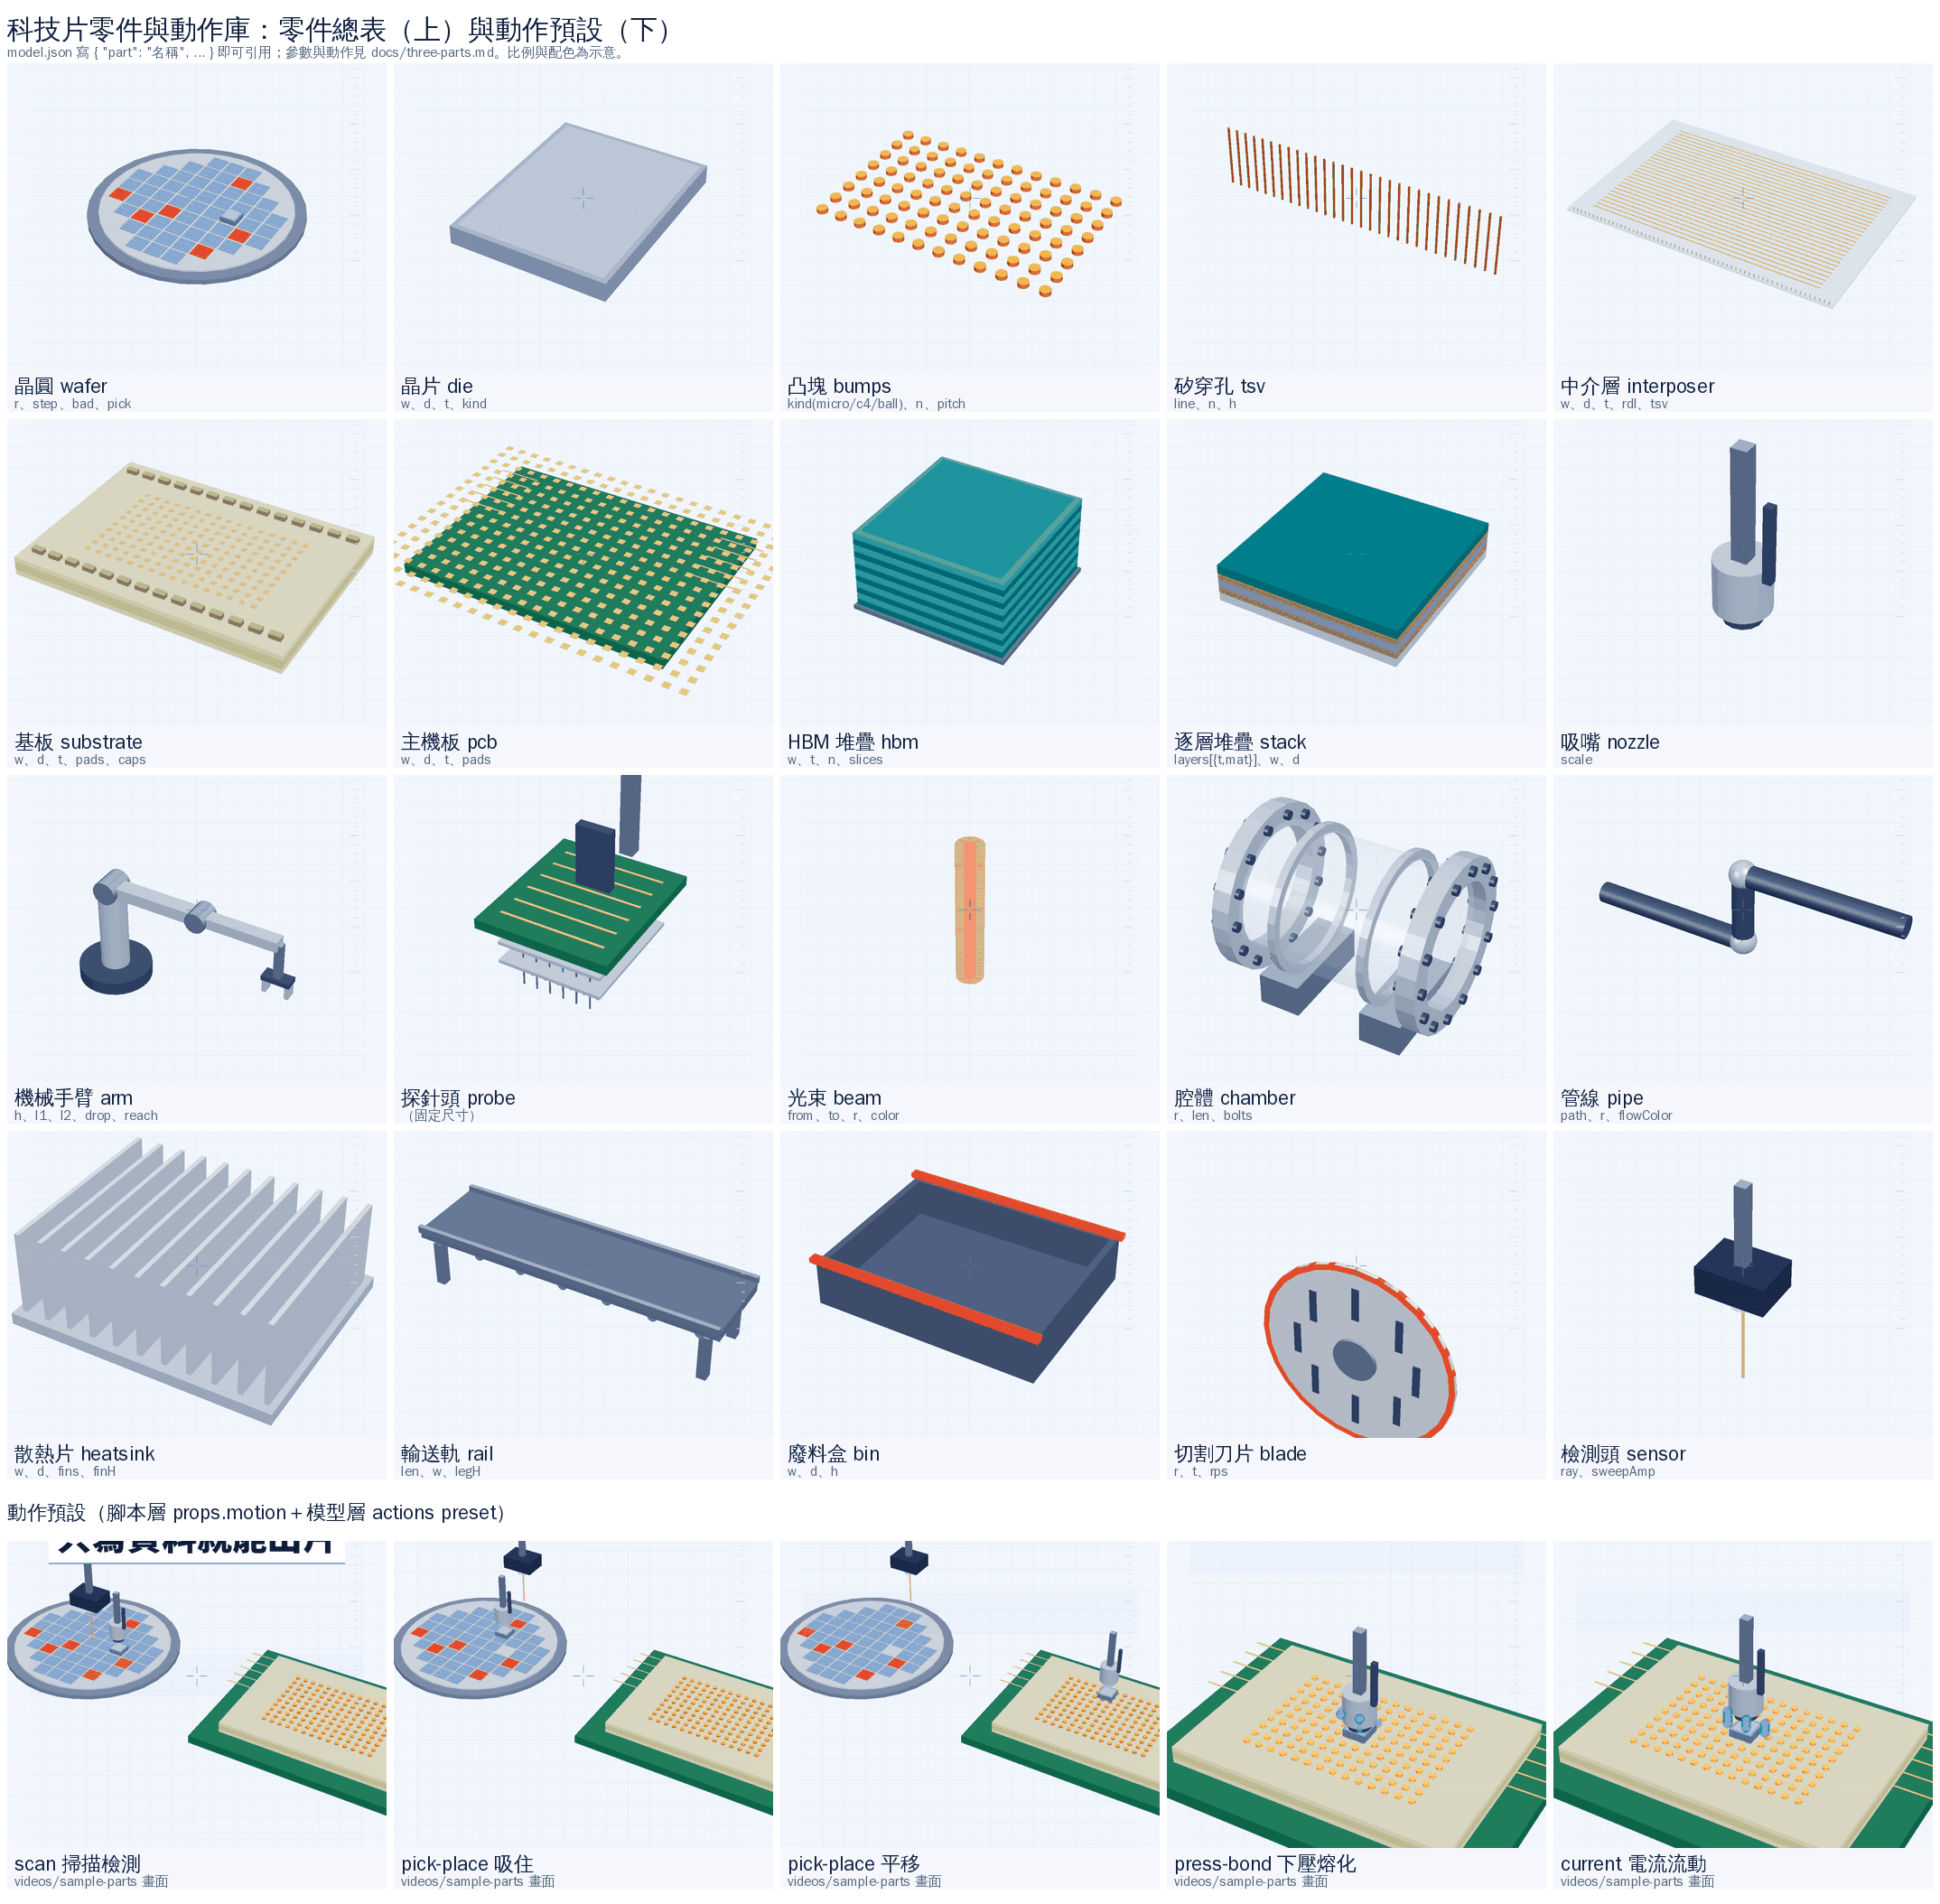 科技片零件與動作庫：零件總表（上）與動作預設（下）
model.json 寫 { "part": "名稱", ... } 即可引用；參數與動作見 docs/three-parts.md。比例與配色為示意。
晶圓 wafer
r、step、bad、pick
晶片 die
w、d、t、kind
凸塊 bumps
kind(micro/c4/ball)、n、pitch
矽穿孔 tsv
line、n、h
中介層 interposer
w、d、t、rdl、tsv
基板 substrate
w、d、t、pads、caps
主機板 pcb
w、d、t、pads
HBM 堆疊 hbm
w、t、n、slices
逐層堆疊 stack
layers[{t,mat}]、w、d
吸嘴 nozzle
scale
機械手臂 arm
h、l1、l2、drop、reach
探針頭 probe
（固定尺寸）
光束 beam
from、to、r、color
腔體 chamber
r、len、bolts
管線 pipe
path、r、flowColor
散熱片 heatsink
w、d、fins、finH
輸送軌 rail
len、w、legH
廢料盒 bin
w、d、h
切割刀片 blade
r、t、rps
檢測頭 sensor
ray、sweepAmp
動作預設（腳本層 props.motion＋模型層 actions preset）
只寫資料就能出片
scan 掃描檢測
videos/sample-parts 畫面
pick-place 吸住
videos/sample-parts 畫面
pick-place 平移
videos/sample-parts 畫面
press-bond 下壓熔化
videos/sample-parts 畫面
current 電流流動
videos/sample-parts 畫面